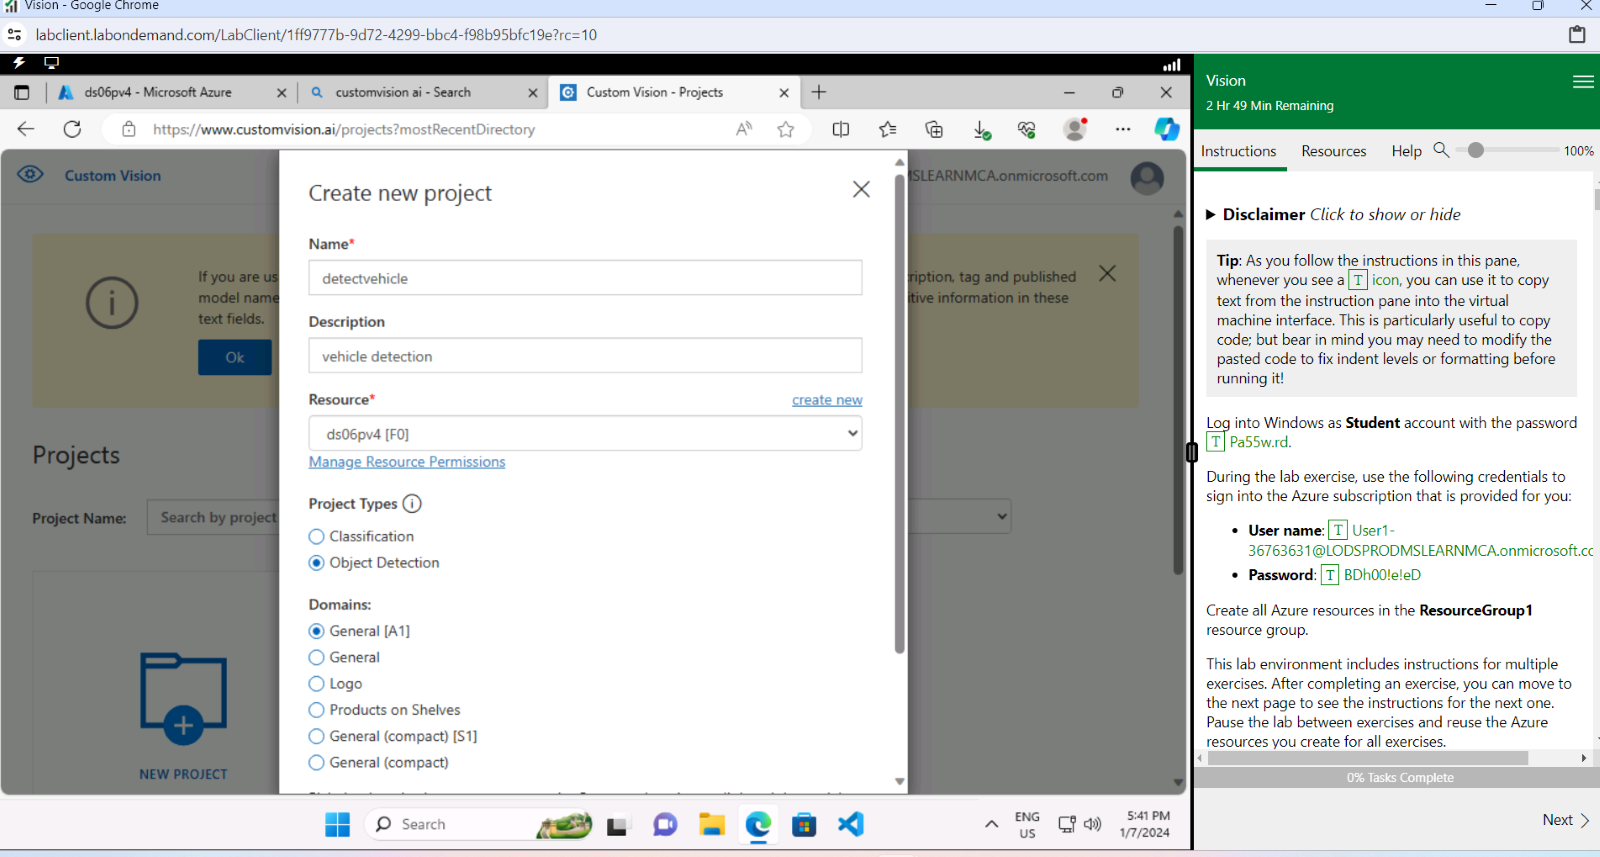 Vision - Google Chrome
labclient.labondemand.com/LabClient/1ff9777b-9d72-4299-bbc4-f98b95bfc19e?rc=10
ds06pv4 - Microsoft Azure
customvision ai - Search
Custom Vision - Projects
https://www.customvision.ai/projects?mostRecentDirectory
Custom Vision
MSLEARNMCA.onmicrosoft.com
If you are us
model name
text fields.
ription, tag and published
itive information in these
Ok
Projects
Project Name:
Search by project
NEW PROJECT
Create new project
Name*
detectvehicle
Description
vehicle detection
Resource*
create new
ds06pv4 [F0]
Manage Resource Permissions
Project Types
Classification
Object Detection
Domains:
General [A1]
General
Logo
Products on Shelves
General (compact) [S1]
General (compact)
Search
ENG
US
5:41 PM
1/7/2024
Vision
2 Hr 49 Min Remaining
Instructions
Resources
Help
100%
Disclaimer Click to show or hide
Tip: As you follow the instructions in this pane,
whenever you see a T icon, you can use it to copy
text from the instruction pane into the virtual
machine interface. This is particularly useful to copy
code; but bear in mind you may need to modify the
pasted code to fix indent levels or formatting before
running it!
Log into Windows as Student account with the password
T Pa55w.rd.
During the lab exercise, use the following credentials to
sign into the Azure subscription that is provided for you:
• User name: T User1-
36763631@LODSPRODMSLEARNMCA.onmicrosoft.cc
• Password: T BDh00!e!eD
Create all Azure resources in the ResourceGroup1
resource group.
This lab environment includes instructions for multiple
exercises. After completing an exercise, you can move to
the next page to see the instructions for the next one.
Pause the lab between exercises and reuse the Azure
resources you create for all exercises.
0% Tasks Complete
Next